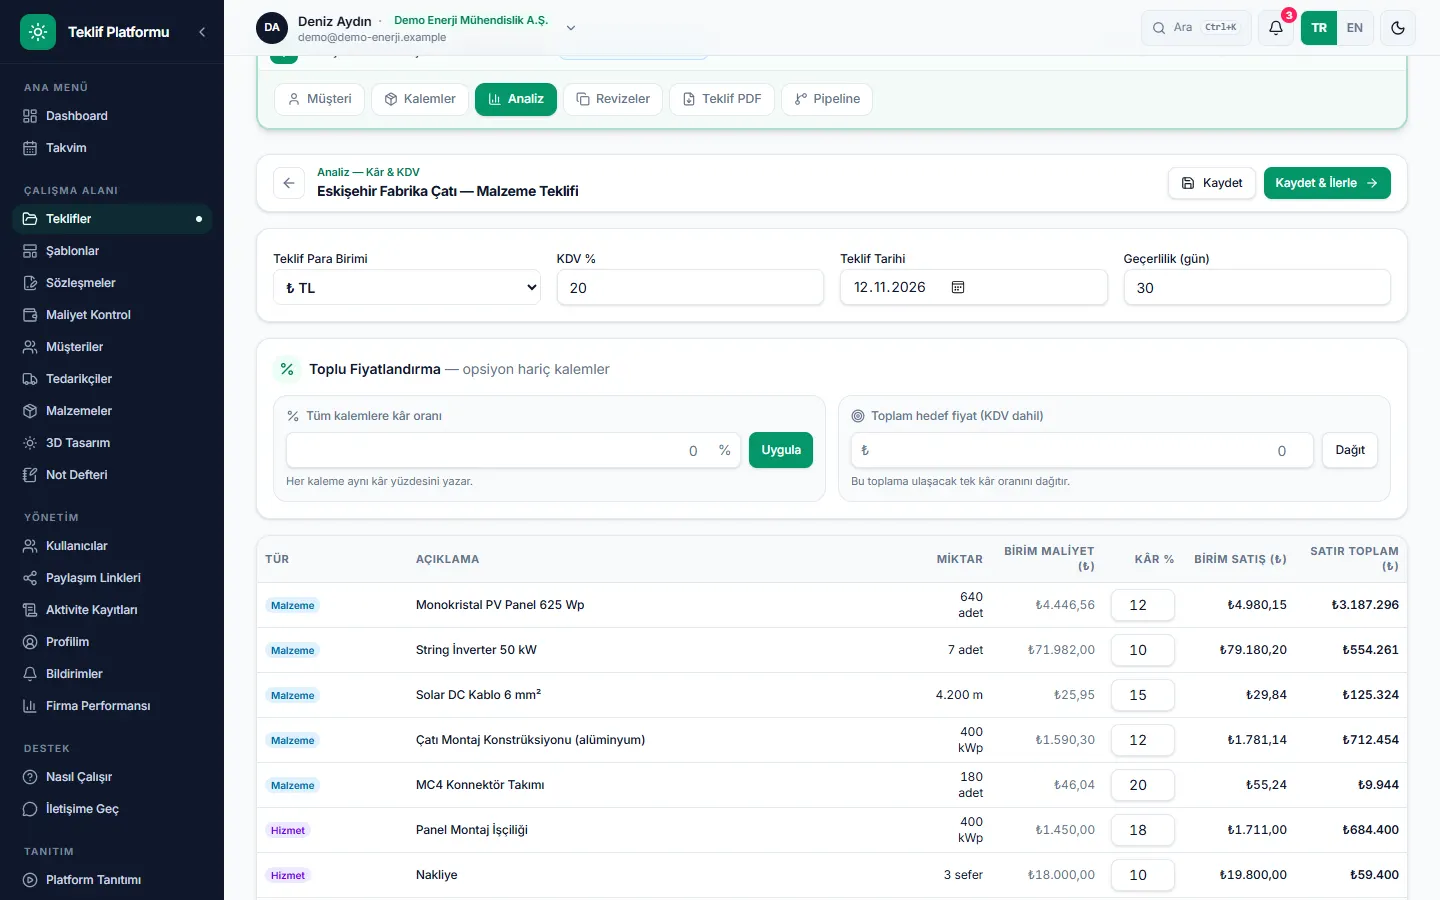 Teklif Platformu
ANA MENÜ
Dashboard
Takvim
ÇALIŞMA ALANI
Teklifler
Şablonlar
Sözleşmeler
Maliyet Kontrol
Müşteriler
Tedarikçiler
Malzemeler
3D Tasarım
Not Defteri
YÖNETİM
Kullanıcılar
Paylaşım Linkleri
Aktivite Kayıtları
Profilim
Bildirimler
Firma Performansı
DESTEK
Nasıl Çalışır
İletişime Geç
TANITIM
Platform Tanıtımı
DA
Deniz Aydın · Demo Enerji Mühendislik A.Ş.
demo@demo-enerji.example
Ara Ctrl+K
3
TR EN
Müşteri Kalemler Analiz Revizeler Teklif PDF Pipeline
Analiz — Kâr & KDV
Eskişehir Fabrika Çatı — Malzeme Teklifi
Kaydet
Kaydet & İlerle
Teklif Para Birimi KDV % Teklif Tarihi Geçerlilik (gün)
₺ TL 20 12.11.2026 30
% Toplu Fiyatlandırma — opsiyon hariç kalemler
% Tüm kalemlere kâr oranı
0 % Uygula
Her kaleme aynı kâr yüzdesini yazar.
Toplam hedef fiyat (KDV dahil)
₺ 0 Dağıt
Bu toplama ulaşacak tek kâr oranını dağıtır.
TÜR AÇIKLAMA MİKTAR BİRİM MALİYET (₺) KÂR % BİRİM SATIŞ (₺) SATIR TOPLAM (₺)
Malzeme Monokristal PV Panel 625 Wp 640 adet ₺4.446,56 12 ₺4.980,15 ₺3.187.296
Malzeme String İnverter 50 kW 7 adet ₺71.982,00 10 ₺79.180,20 ₺554.261
Malzeme Solar DC Kablo 6 mm² 4.200 m ₺25,95 15 ₺29,84 ₺125.324
Malzeme Çatı Montaj Konstrüksiyonu (alüminyum) 400 kWp ₺1.590,30 12 ₺1.781,14 ₺712.454
Malzeme MC4 Konnektör Takımı 180 adet ₺46,04 20 ₺55,24 ₺9.944
Hizmet Panel Montaj İşçiliği 400 kWp ₺1.450,00 18 ₺1.711,00 ₺684.400
Hizmet Nakliye 3 sefer ₺18.000,00 10 ₺19.800,00 ₺59.400